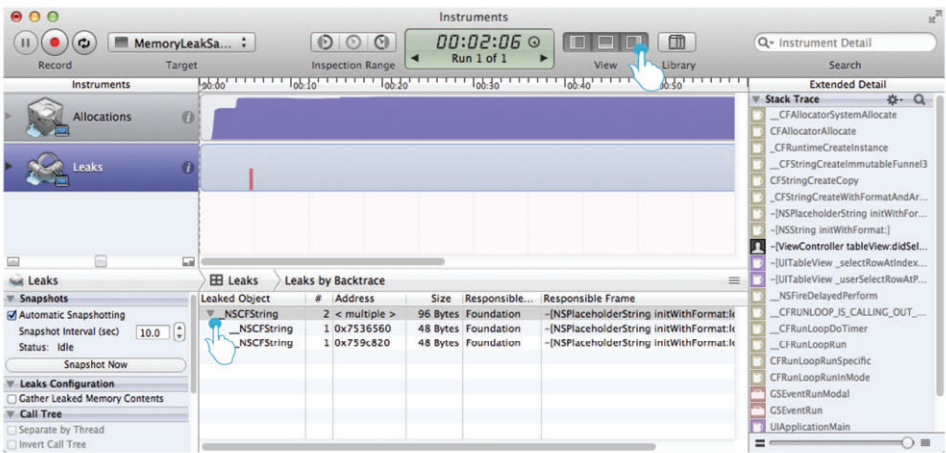 Instruments
MemoryLeakSa...
00:02:06
Run 1 of 1
Instrument Detail
Record
Target
Inspection Range
View
Library
Search
Instruments
00:00 00:10 00:20 00:30 00:40 00:50
Extended Detail
Allocations
Leaks
Stack Trace
__CFAllocatorSystemAllocate
CFAllocatorAllocate
_CFRuntimeCreateInstance
__CFStringCreateImmutableFunnel3
CFStringCreateCopy
_CFStringCreateWithFormatAndAr...
-[NSPlaceholderString initWithFor...
-[NSString initWithFormat:]
-[ViewController tableView:didSel...
-[UITableView _selectRowAtIndex...
-[UITableView _userSelectRowAtP...
__NSFireDelayedPerform
__CFRUNLOOP_IS_CALLING_OUT_...
__CFRunLoopDoTimer
__CFRunLoopRun
CFRunLoopRunSpecific
CFRunLoopRunInMode
GSEventRunModal
GSEventRun
UIApplicationMain
Leaks
Snapshots
Automatic Snapshotting
Snapshot Interval (sec) 10.0
Status: Idle
Snapshot Now
Leaks Configuration
Gather Leaked Memory Contents
Call Tree
Separate by Thread
Invert Call Tree
Leaks Leaks by Backtrace
Leaked Object # Address Size Responsible... Responsible Frame
__NSCFString 2 < multiple > 96 Bytes Foundation -[NSPlaceholderString initWithFormat:le
__NSCFString 1 0x7536560 48 Bytes Foundation -[NSPlaceholderString initWithFormat:le
__NSCFString 1 0x759c820 48 Bytes Foundation -[NSPlaceholderString initWithFormat:le